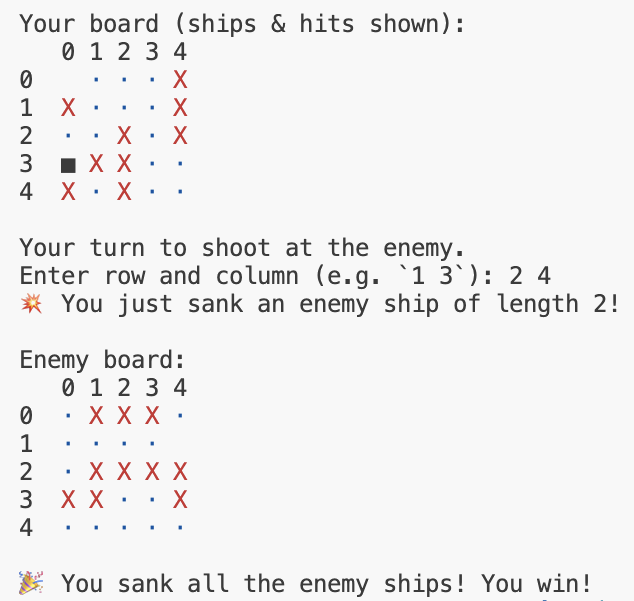 Your board (ships & hits shown):
   0 1 2 3 4
0    · · · X
1  X · · · X
2  · · X · X
3  ■ X X · ·
4  X · X · ·

Your turn to shoot at the enemy.
Enter row and column (e.g. `1 3`): 2 4
💥 You just sank an enemy ship of length 2!

Enemy board:
   0 1 2 3 4
0  · X X X ·
1  · · · ·
2  · X X X X
3  X X · · X
4  · · · · ·

🎉 You sank all the enemy ships! You win!